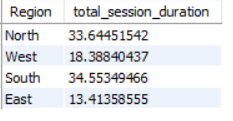 Region total_session_duration
North 33.64451542
West 18.38840437
South 34.55349466
East 13.41358555